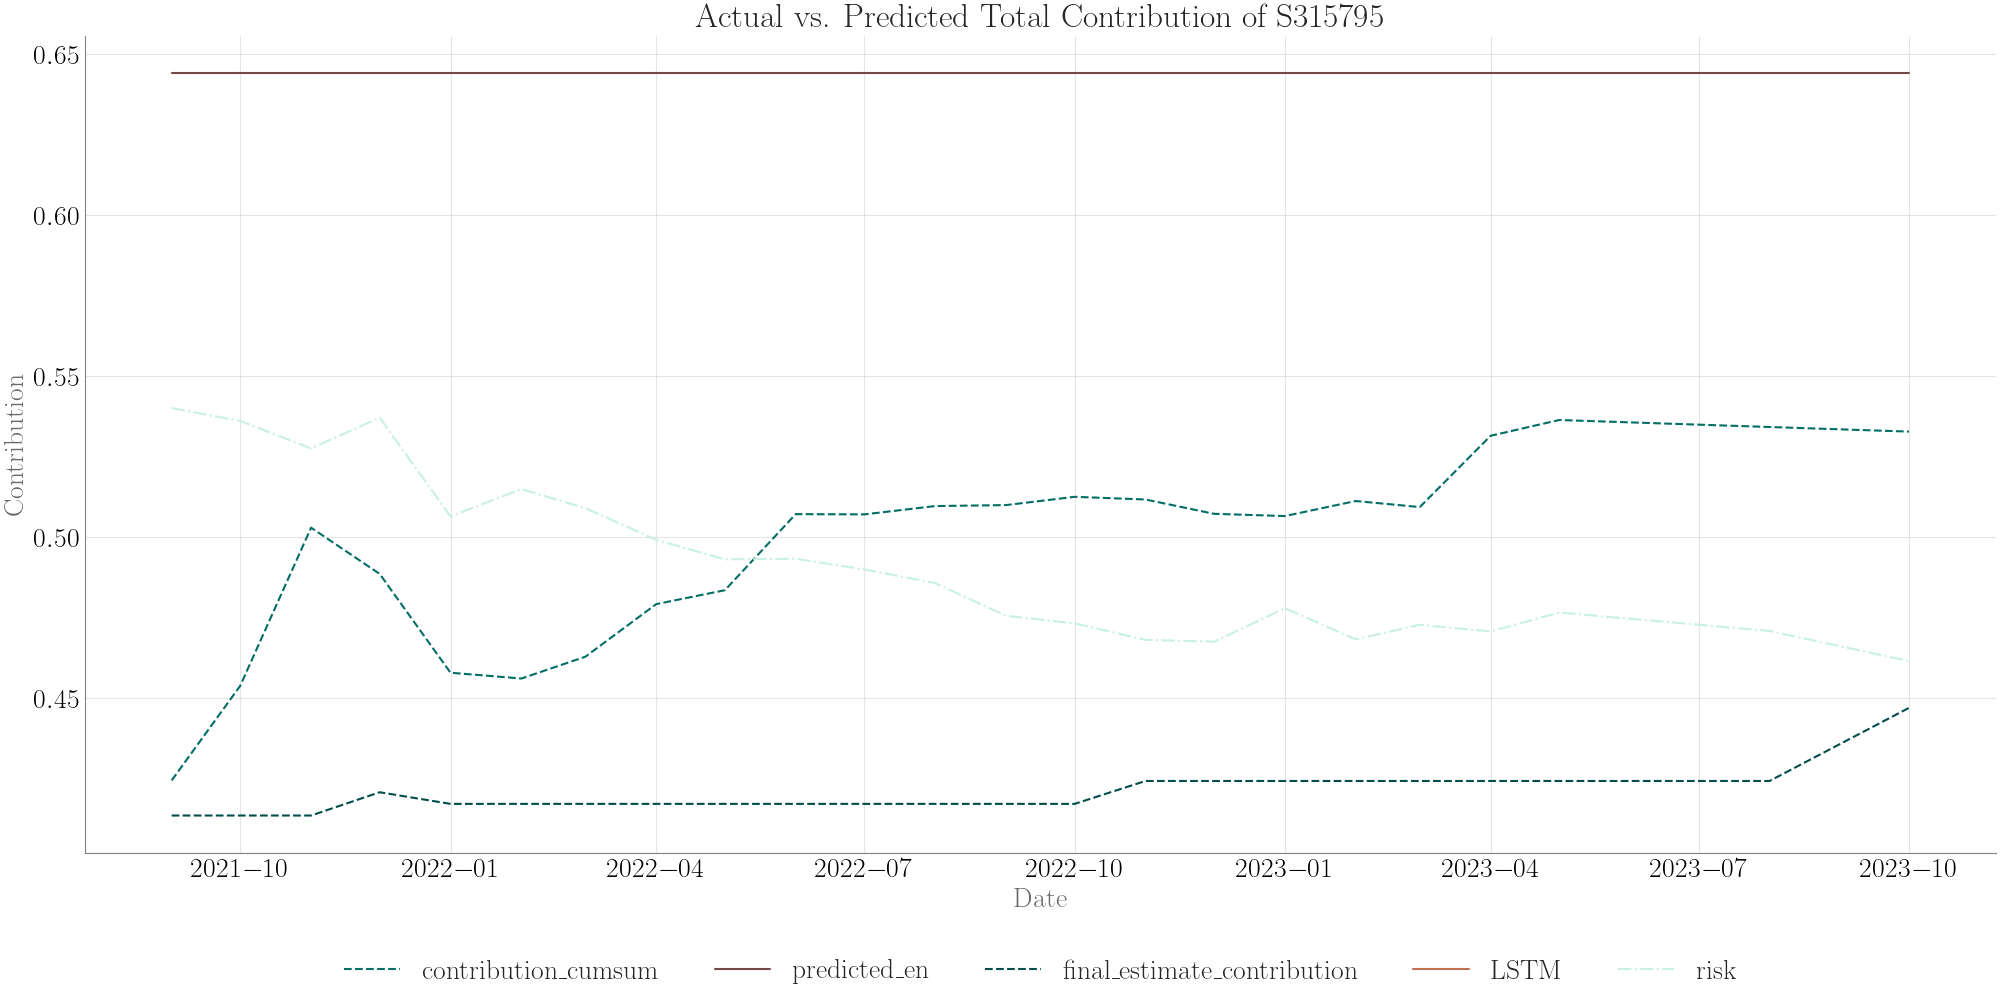 Actual vs. Predicted Total Contribution of S315795
0.65
0.60
0.55
0.50
0.45
Contribution
2021−10 2022−01 2022−04 2022−07 2022−10 2023−01 2023−04 2023−07 2023−10
Date
contribution_cumsum predicted_en final_estimate_contribution LSTM risk